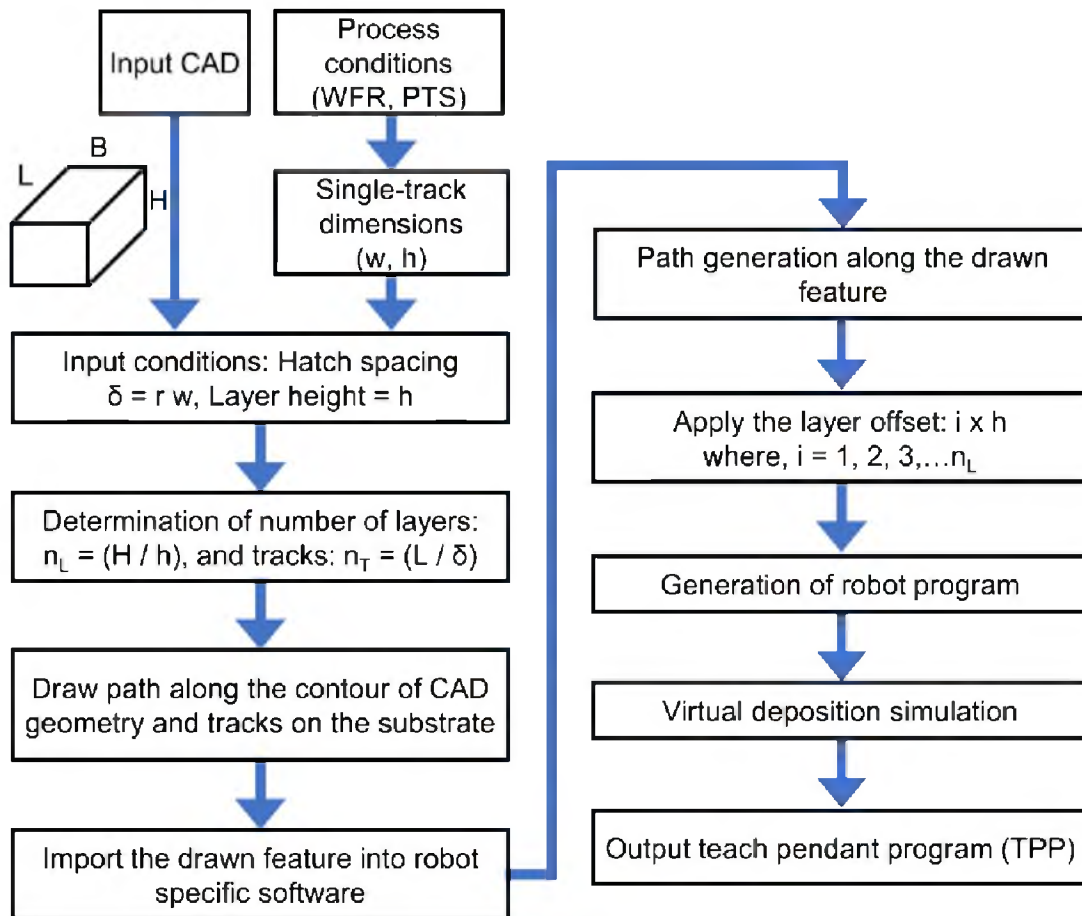 Input CAD
Process
conditions
(WFR, PTS)
B
L
H
Single-track
dimensions
(w, h)
Input conditions: Hatch spacing
δ = r w, Layer height = h
Determination of number of layers:
n_L = (H / h), and tracks: n_T = (L / δ)
Draw path along the contour of CAD
geometry and tracks on the substrate
Import the drawn feature into robot
specific software
Path generation along the drawn
feature
Apply the layer offset: i x h
where, i = 1, 2, 3,...n_L
Generation of robot program
Virtual deposition simulation
Output teach pendant program (TPP)